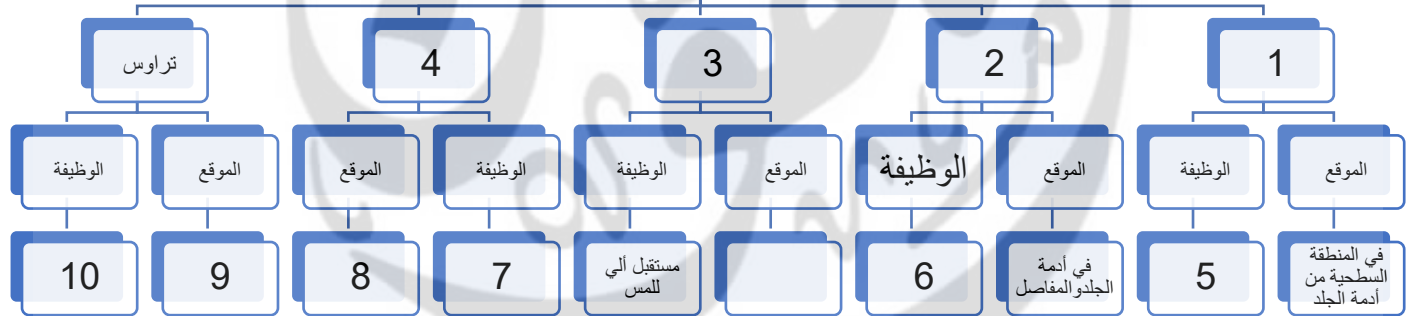 1
2
3
4
تراوس
الموقع
الوظيفة
الموقع
الوظيفة
الموقع
الوظيفة
الوظيفة
الموقع
الموقع
الوظيفة
في المنطقة
السطحية من
أدمة الجلد
5
في أدمة
الجلدوالمفاصل
6
مستقبل ألي
للمس
7
8
9
10